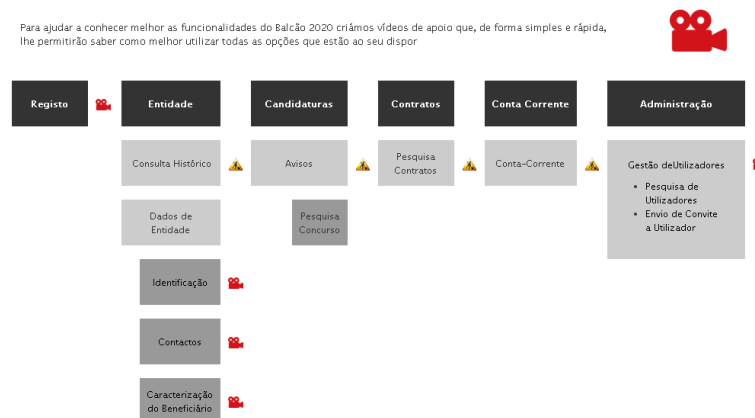 Para ajudar a conhecer melhor as funcionalidades do Balcão 2020 criámos vídeos de apoio que, de forma simples e rápida,
lhe permitirão saber como melhor utilizar todas as opções que estão ao seu dispor
Registo
Entidade
Candidaturas
Contratos
Conta Corrente
Administração
Consulta Histórico
Avisos
Pesquisa
Contratos
Conta-Corrente
Gestão deUtilizadores
Pesquisa de
Utilizadores
Envio de Convite
a Utilizador
Dados de
Entidade
Pesquisa
Concurso
Identificação
Contactos
Caracterização
do Beneficiário